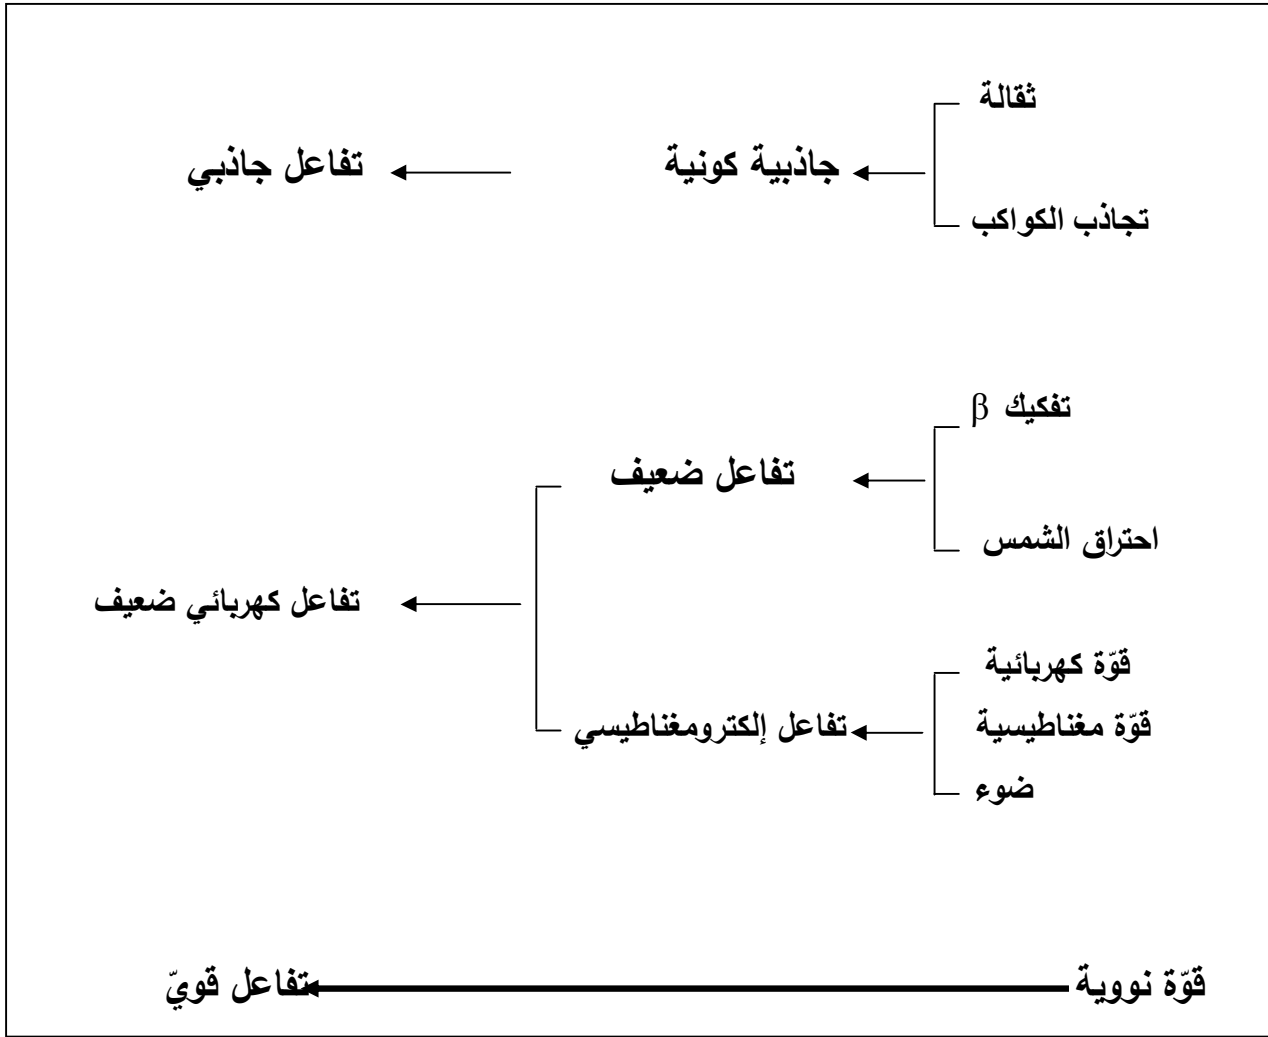 ثقالة
جاذبية كونية
تفاعل جاذبي
تجاذب الكواكب
تفكيك β
تفاعل ضعيف
احتراق الشمس
تفاعل كهربائي ضعيف
قوّة كهربائية
قوّة مغناطيسية
تفاعل إلكترومغناطيسي
ضوء
قوّة نووية
تفاعل قويّ